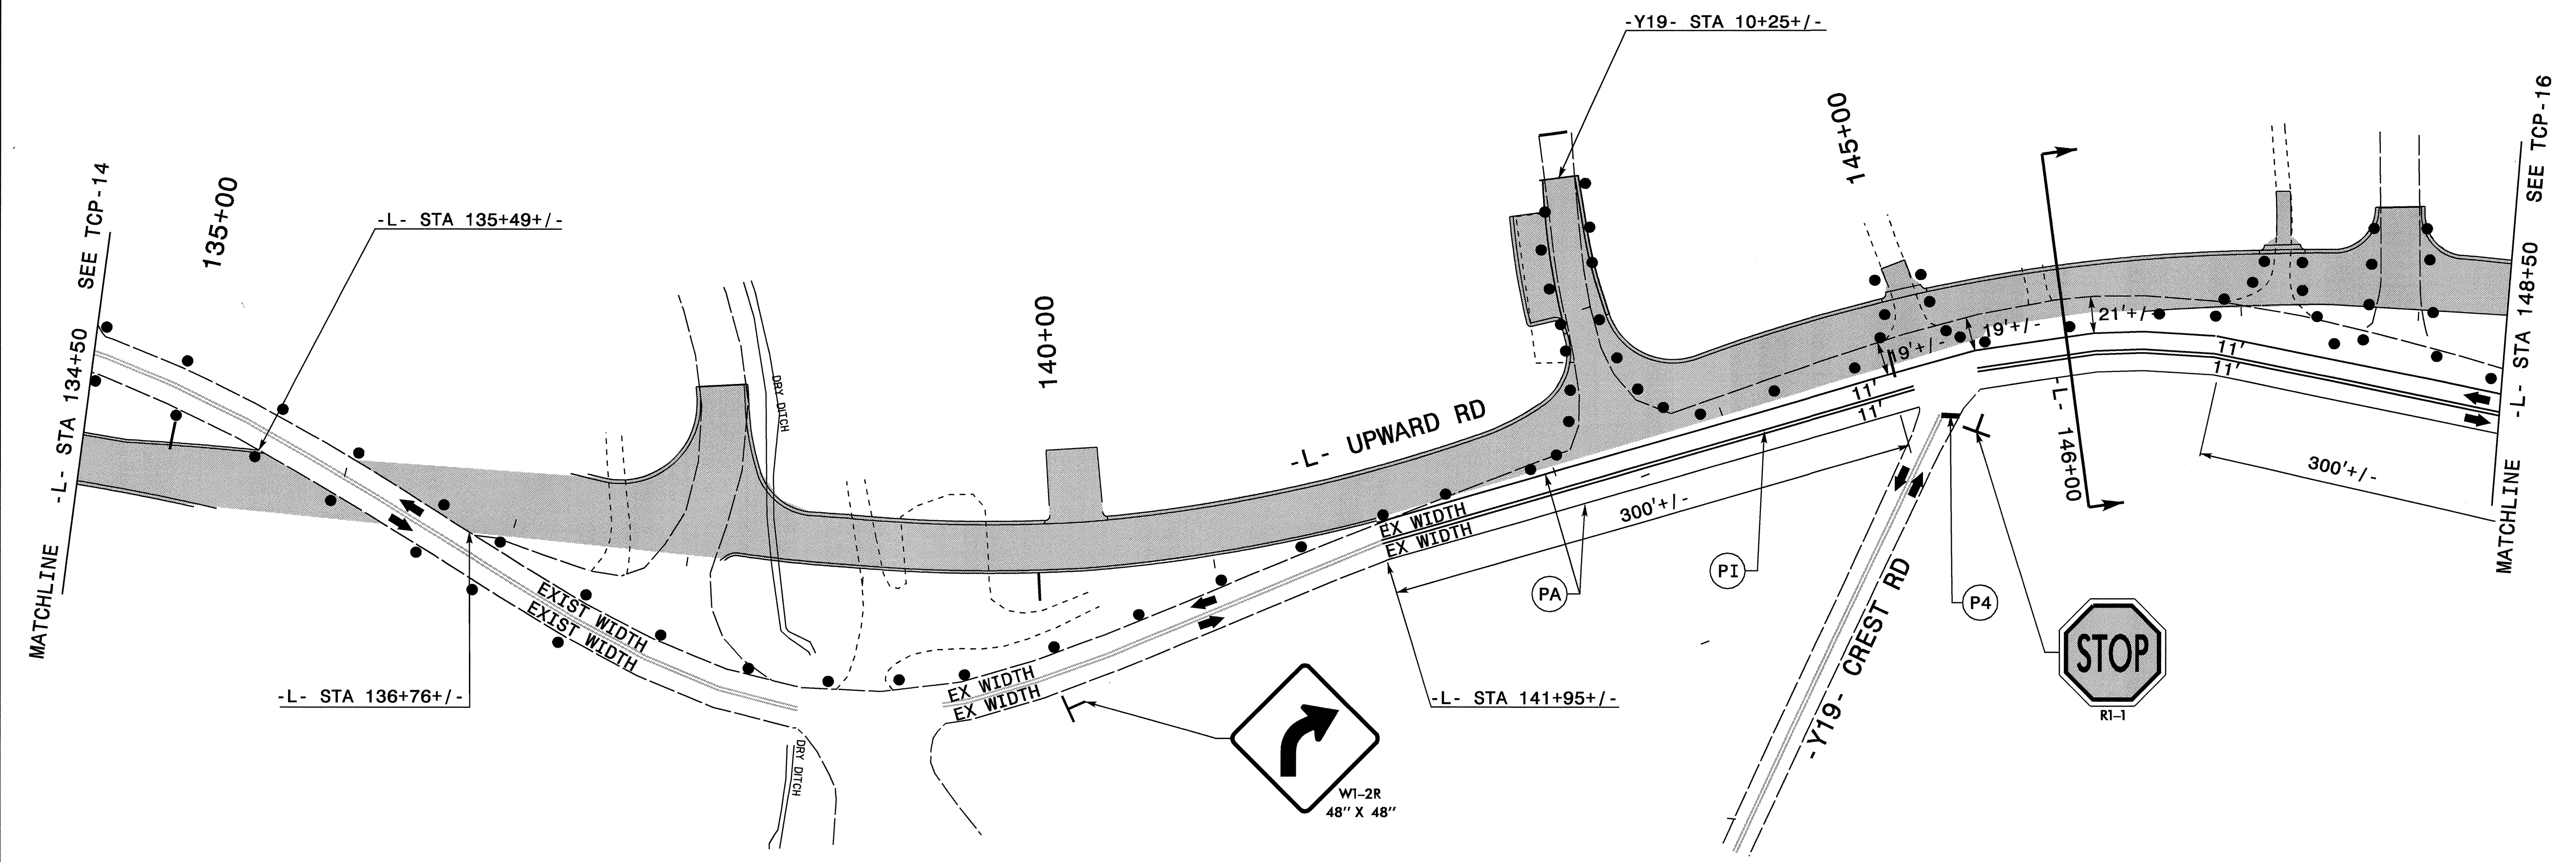 -Y19- STA 10+25+/-
MATCHLINE -L- STA 134+50 SEE TCP-14
135+00
-L- STA 135+49+/-
DRY DITCH
140+00
-L- UPWARD RD
145+00
19'+/-
19'+/-
21'+/-
11'
11'
11'
11'
-L- 146+00
300'+/-
MATCHLINE -L- STA 148+50 SEE TCP-16
EXIST WIDTH
EXIST WIDTH
EX WIDTH
EX WIDTH
300'+/-
PA
PI
P4
-L- STA 136+76+/-
EX WIDTH
EX WIDTH
-L- STA 141+95+/-
-Y19- CREST RD
STOP
R1-1
DRY DITCH
W1-2R
48" X 48"